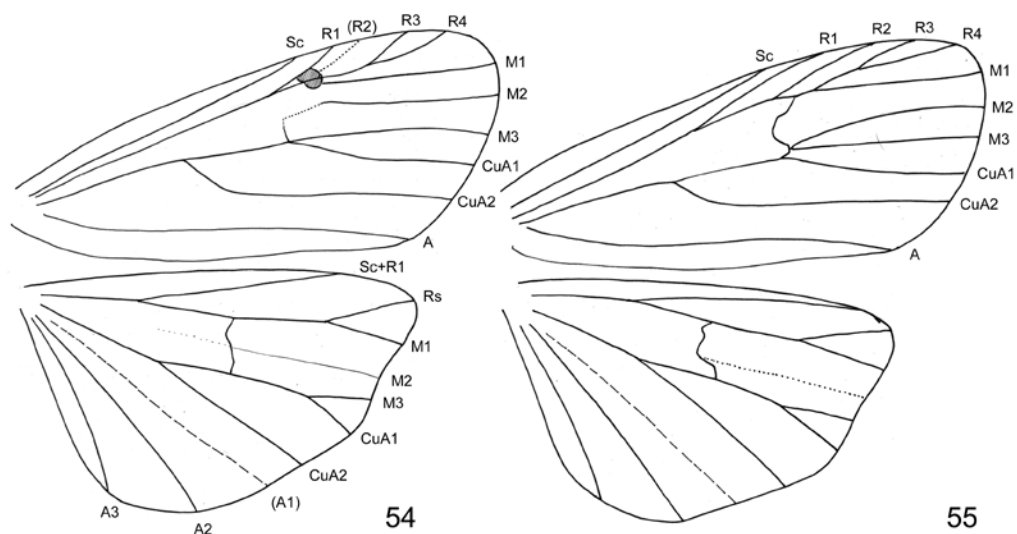 Sc R1 (R2) R3 R4
M1
M2
M3
CuA1
CuA2
A
Sc+R1
Rs
M1
M2
M3
CuA1
CuA2
(A1)
A2
A3
54
Sc R1 R2 R3 R4
M1
M2
M3
CuA1
CuA2
A
55